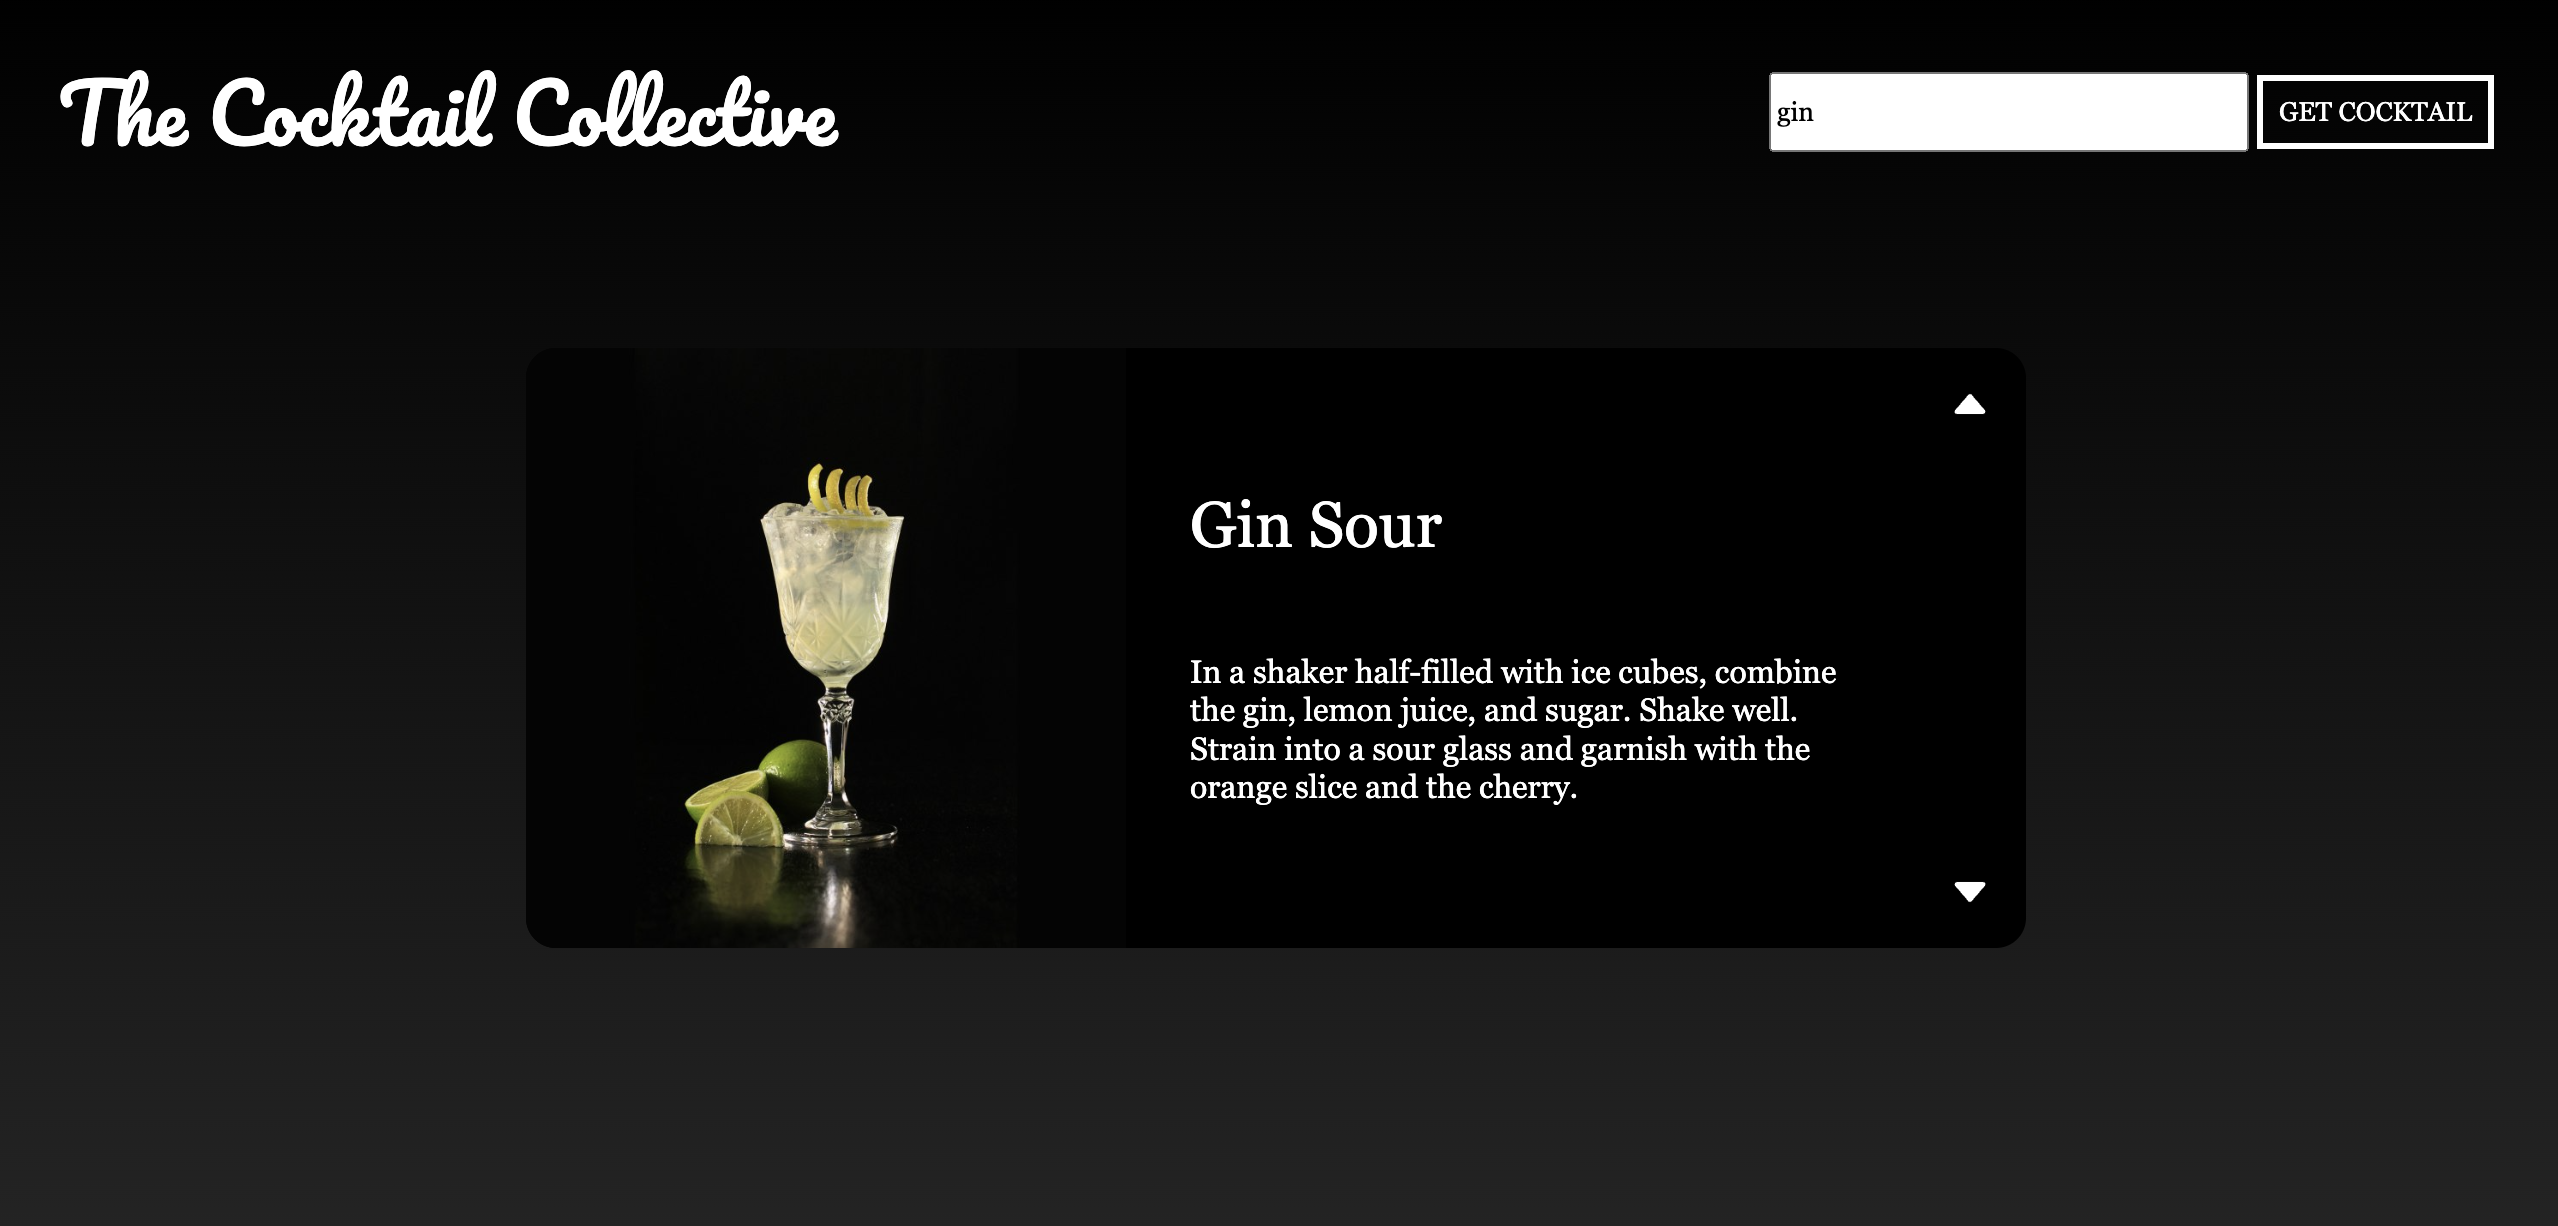 The Cocktail Collective
gin
GET COCKTAIL
Gin Sour
In a shaker half-filled with ice cubes, combine
the gin, lemon juice, and sugar. Shake well.
Strain into a sour glass and garnish with the
orange slice and the cherry.